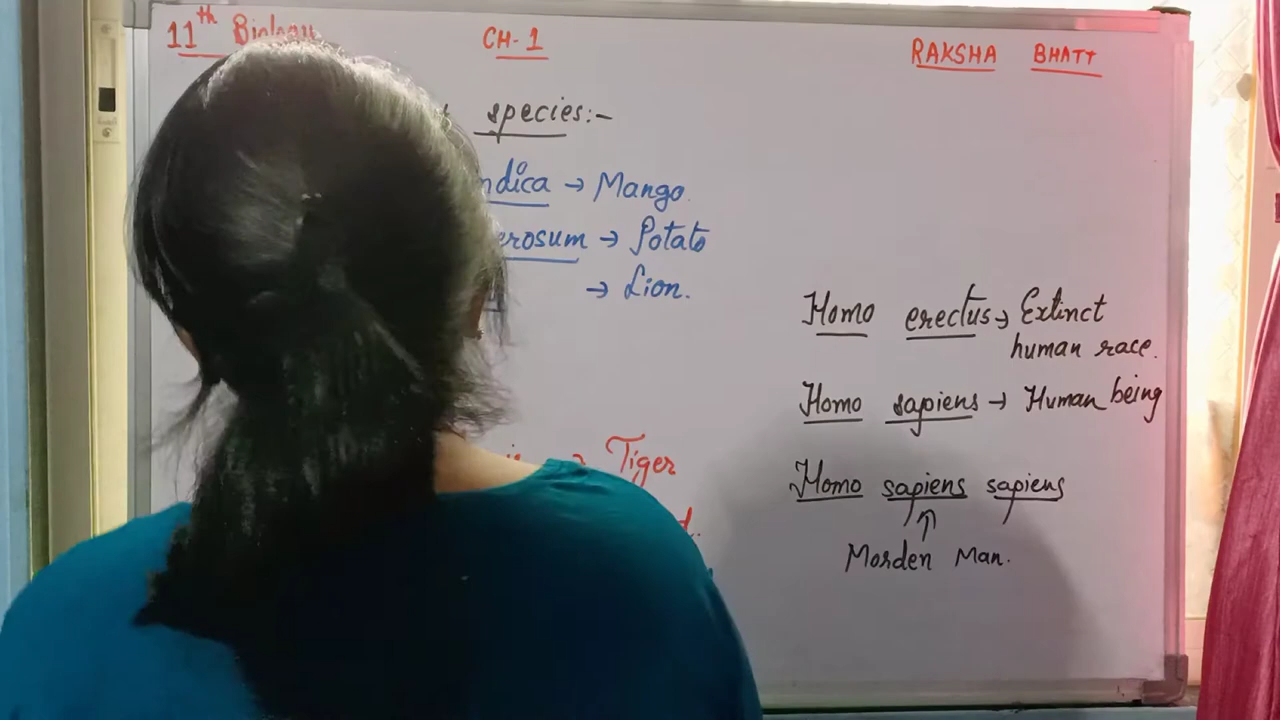 11th Biology
CH-1
RAKSHA BHATT
species:-
ndica → Mango.
erosum → Potato
→ Lion.
Homo erectus → Extinct
human race.
Homo sapiens → Human being
→ Tiger
Homo sapiens sapiens
Morden Man.